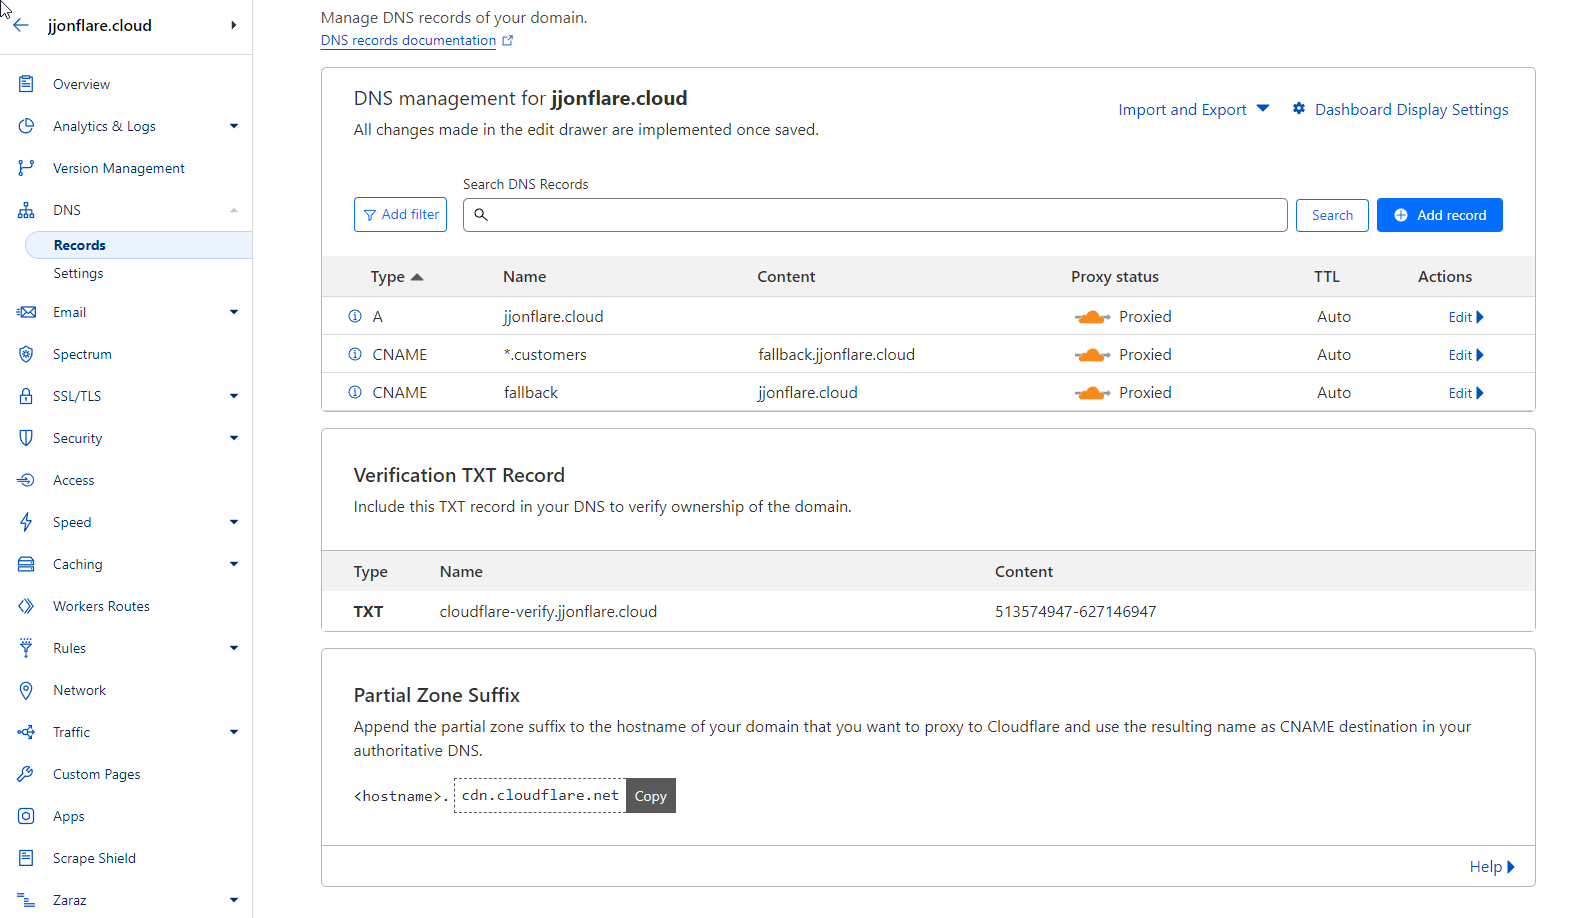 jjonflare.cloud
Overview
Analytics & Logs
Version Management
DNS
Records
Settings
Email
Spectrum
SSL/TLS
Security
Access
Speed
Caching
Workers Routes
Rules
Network
Traffic
Custom Pages
Apps
Scrape Shield
Zaraz
Manage DNS records of your domain.
DNS records documentation
DNS management for jjonflare.cloud
All changes made in the edit drawer are implemented once saved.
Import and Export
Dashboard Display Settings
Search DNS Records
Add filter
Search
Add record
Type Name Content Proxy status TTL Actions
A jjonflare.cloud Proxied Auto Edit
CNAME *.customers fallback.jjonflare.cloud Proxied Auto Edit
CNAME fallback jjonflare.cloud Proxied Auto Edit
Verification TXT Record
Include this TXT record in your DNS to verify ownership of the domain.
Type Name Content
TXT cloudflare-verify.jjonflare.cloud 513574947-627146947
Partial Zone Suffix
Append the partial zone suffix to the hostname of your domain that you want to proxy to Cloudflare and use the resulting name as CNAME destination in your
authoritative DNS.
<hostname>. cdn.cloudflare.net Copy
Help